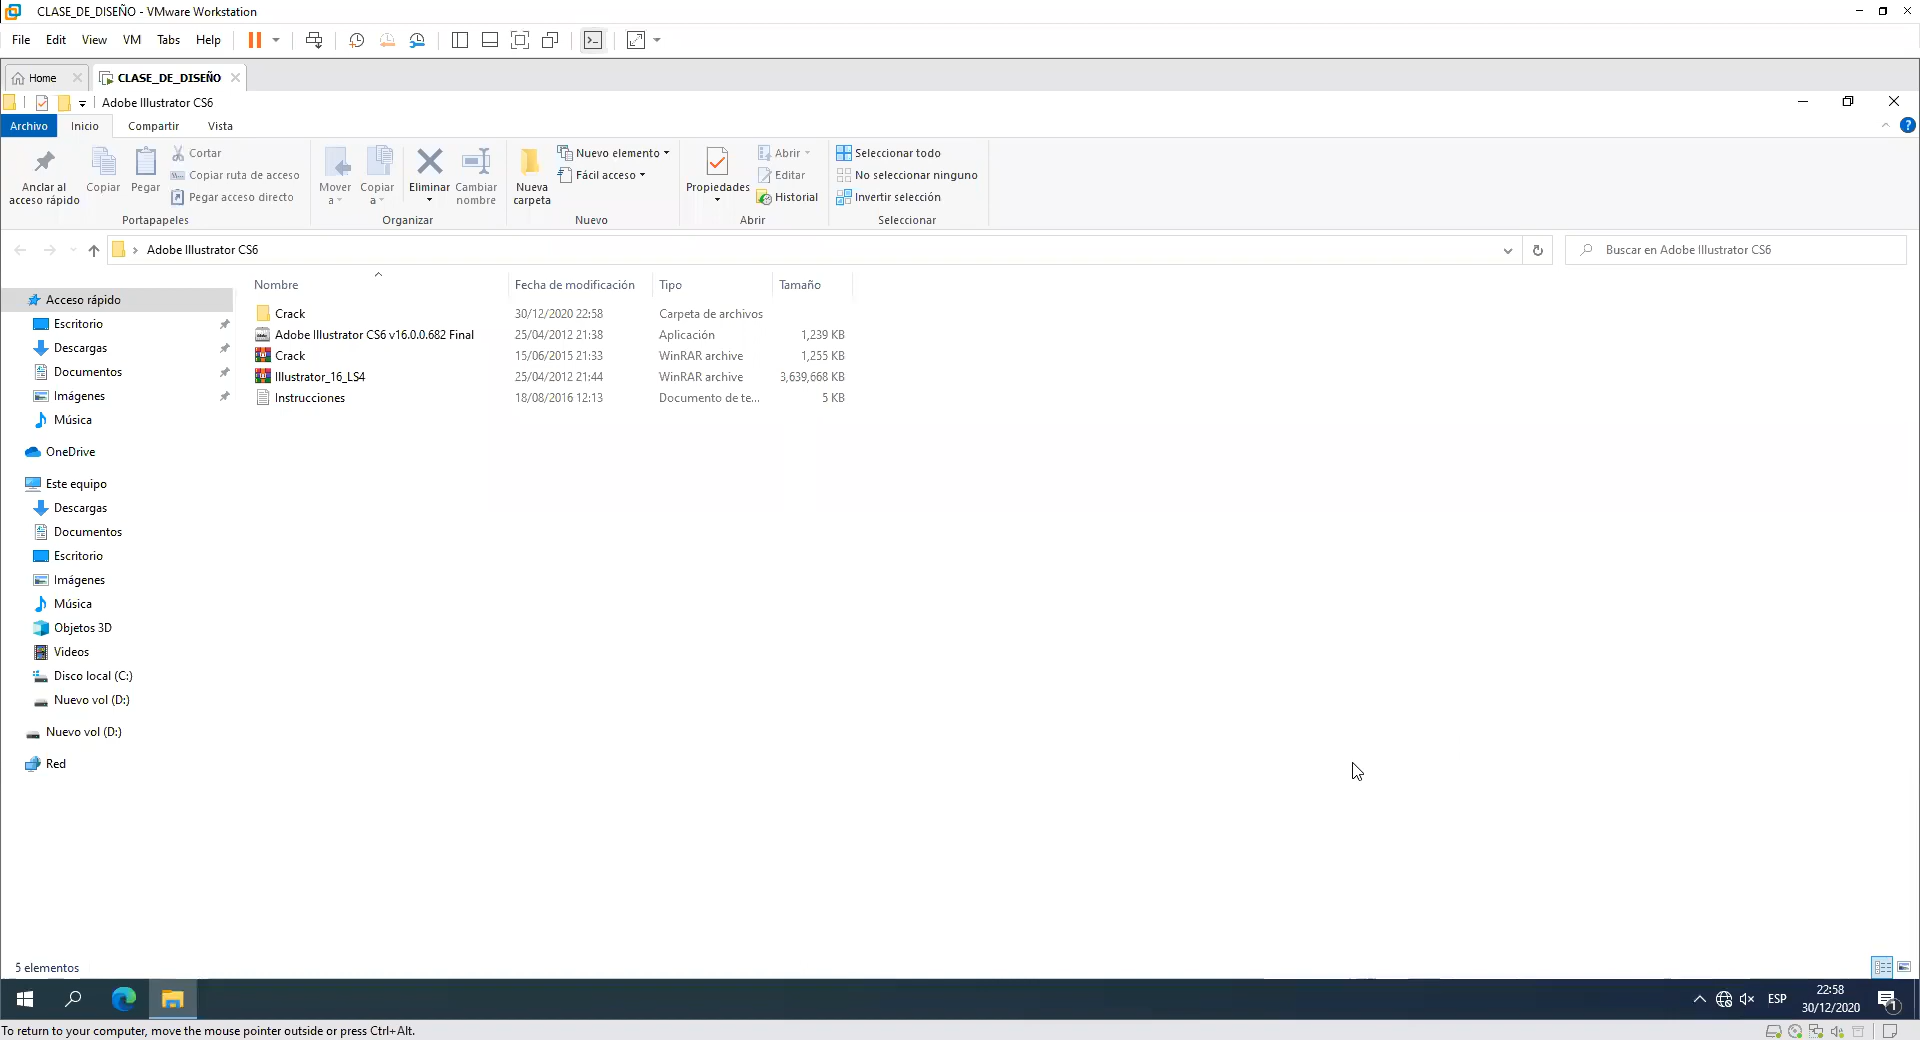 CLASE_DE_DISEÑO - VMware Workstation
File Edit View VM Tabs Help
Home CLASE_DE_DISEÑO
Adobe Illustrator CS6
Archivo Inicio Compartir Vista
Anclar al acceso rápido
Copiar
Pegar
Cortar
Copiar ruta de acceso
Pegar acceso directo
Portapapeles
Mover a
Copiar a
Eliminar
Cambiar nombre
Organizar
Nueva carpeta
Nuevo elemento
Fácil acceso
Nuevo
Propiedades
Abrir
Editar
Historial
Abrir
Seleccionar todo
No seleccionar ninguno
Invertir selección
Seleccionar
Adobe Illustrator CS6
Buscar en Adobe Illustrator CS6
Nombre Fecha de modificación Tipo Tamaño
Crack 30/12/2020 22:58 Carpeta de archivos
Adobe Illustrator CS6 v16.0.0.682 Final 25/04/2012 21:38 Aplicación 1,239 KB
Crack 15/06/2015 21:33 WinRAR archive 1,255 KB
Illustrator_16_LS4 25/04/2012 21:44 WinRAR archive 3,639,668 KB
Instrucciones 18/08/2016 12:13 Documento de te... 5 KB
Acceso rápido
Escritorio
Descargas
Documentos
Imágenes
Música
OneDrive
Este equipo
Descargas
Documentos
Escritorio
Imágenes
Música
Objetos 3D
Videos
Disco local (C:)
Nuevo vol (D:)
Nuevo vol (D:)
Red
5 elementos
ESP
22:58
30/12/2020
1
To return to your computer, move the mouse pointer outside or press Ctrl+Alt.